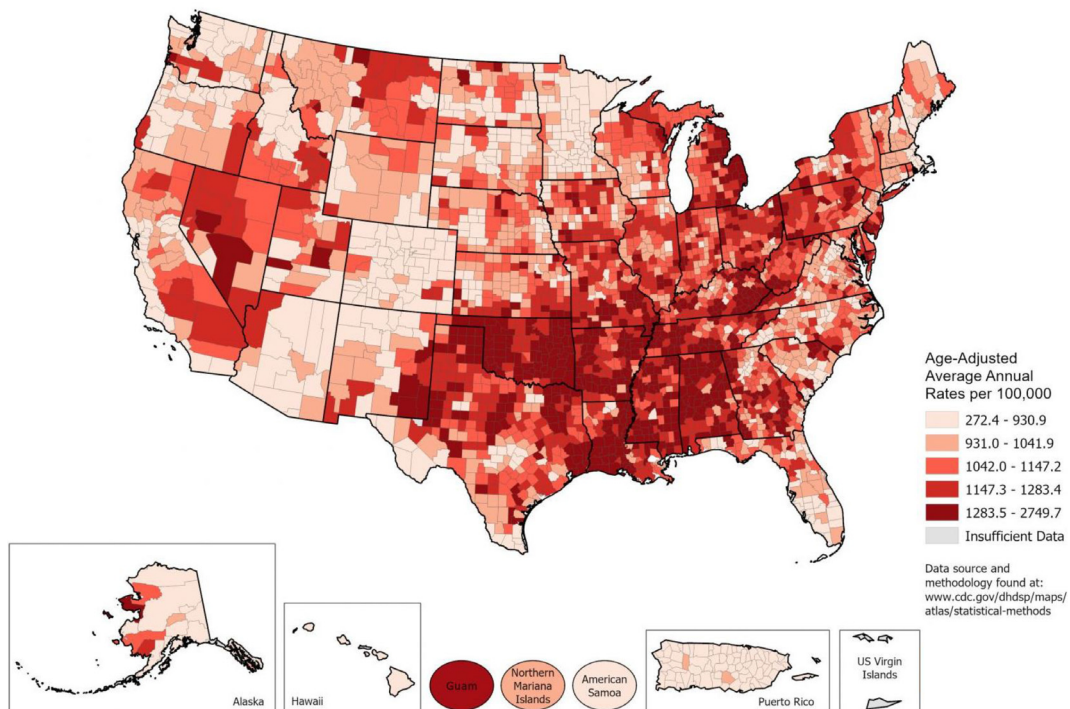 Age-Adjusted
Average Annual
Rates per 100,000
272.4 - 930.9
931.0 - 1041.9
1042.0 - 1147.2
1147.3 - 1283.4
1283.5 - 2749.7
Insufficient Data
Data source and
methodology found at:
www.cdc.gov/dhdsp/maps/
atlas/statistical-methods
Alaska
Hawaii
Guam
Northern
Mariana
Islands
American
Samoa
Puerto Rico
US Virgin
Islands